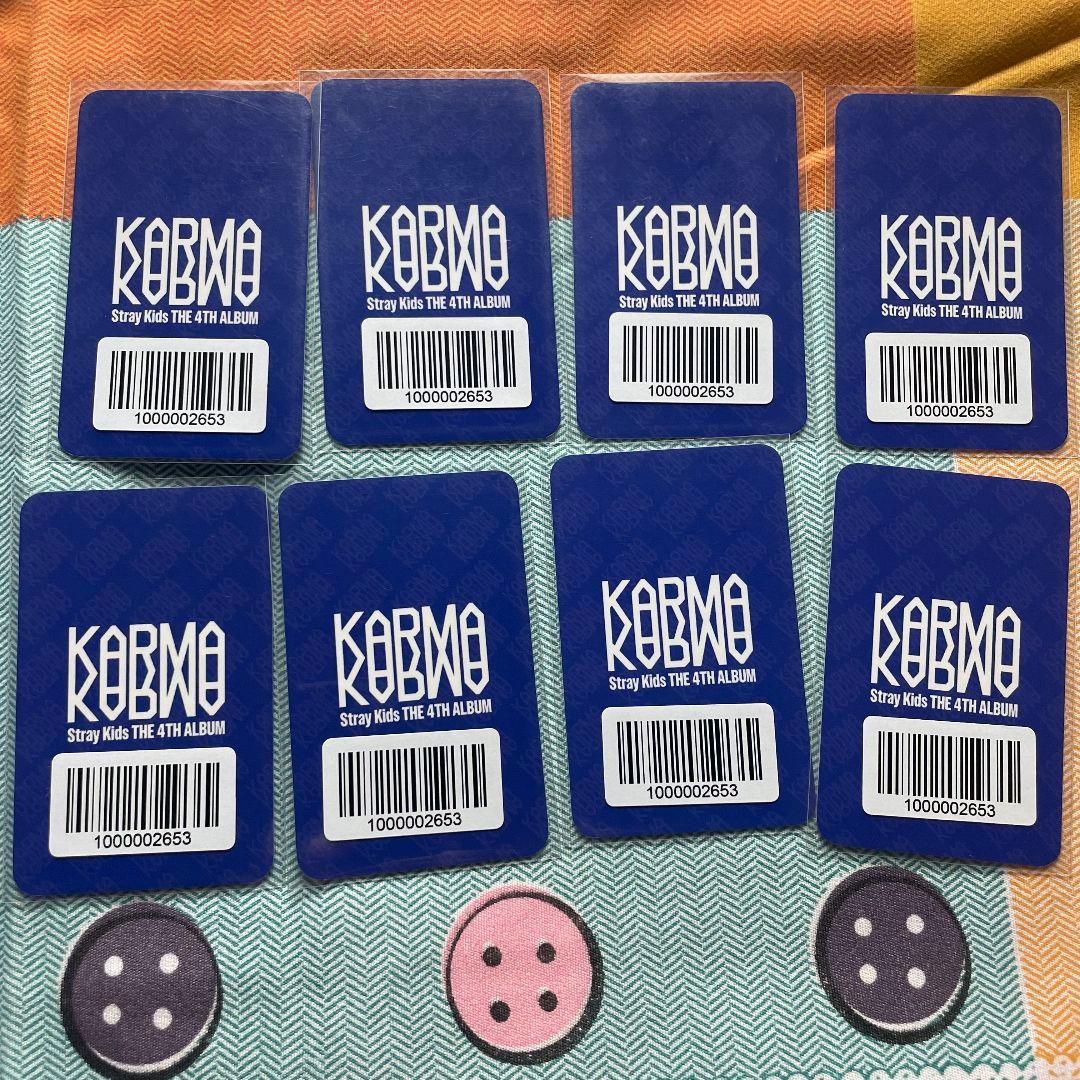 KARMA
Stray Kids THE 4TH ALBUM
1000002653
KARMA
Stray Kids THE 4TH ALBUM
1000002653
KARMA
Stray Kids THE 4TH ALBUM
1000002653
KARMA
Stray Kids THE 4TH ALBUM
1000002653
KARMA
Stray Kids THE 4TH ALBUM
1000002653
KARMA
Stray Kids THE 4TH ALBUM
1000002653
KARMA
Stray Kids THE 4TH ALBUM
1000002653
KARMA
Stray Kids THE 4TH ALBUM
1000002653